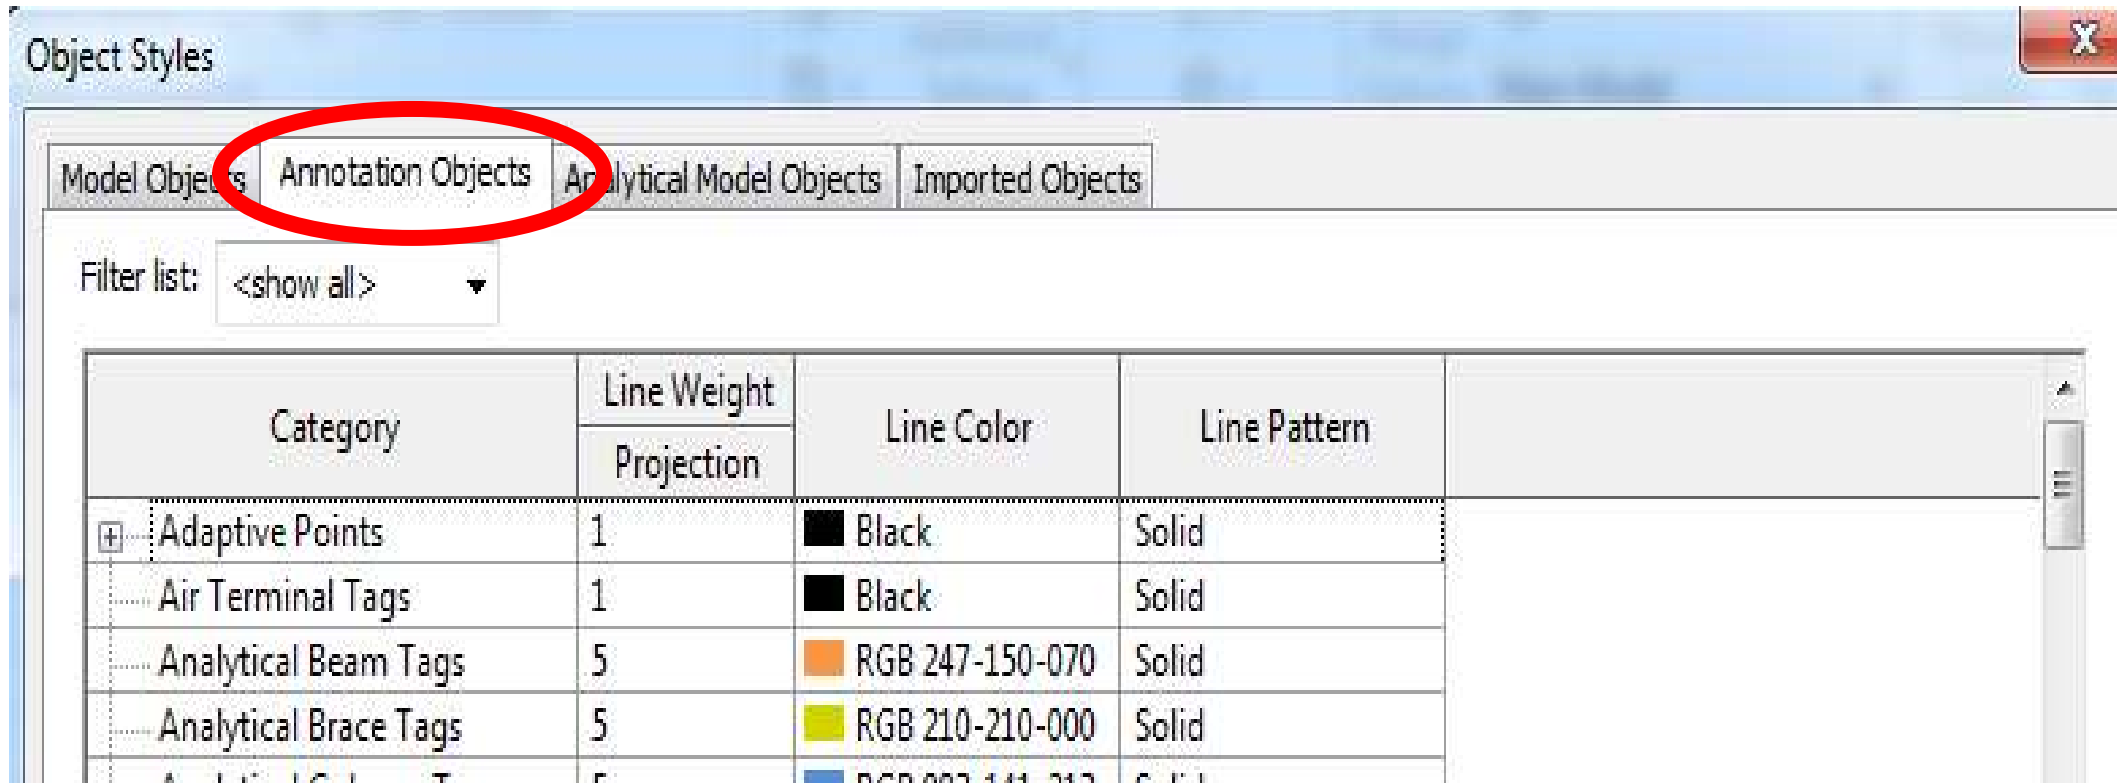 Object Styles
X
Model Objects Annotation Objects Analytical Model Objects Imported Objects
Filter list: <show all>
Category Line Weight Projection Line Color Line Pattern
Adaptive Points 1 Black Solid
Air Terminal Tags 1 Black Solid
Analytical Beam Tags 5 RGB 247-150-070 Solid
Analytical Brace Tags 5 RGB 210-210-000 Solid